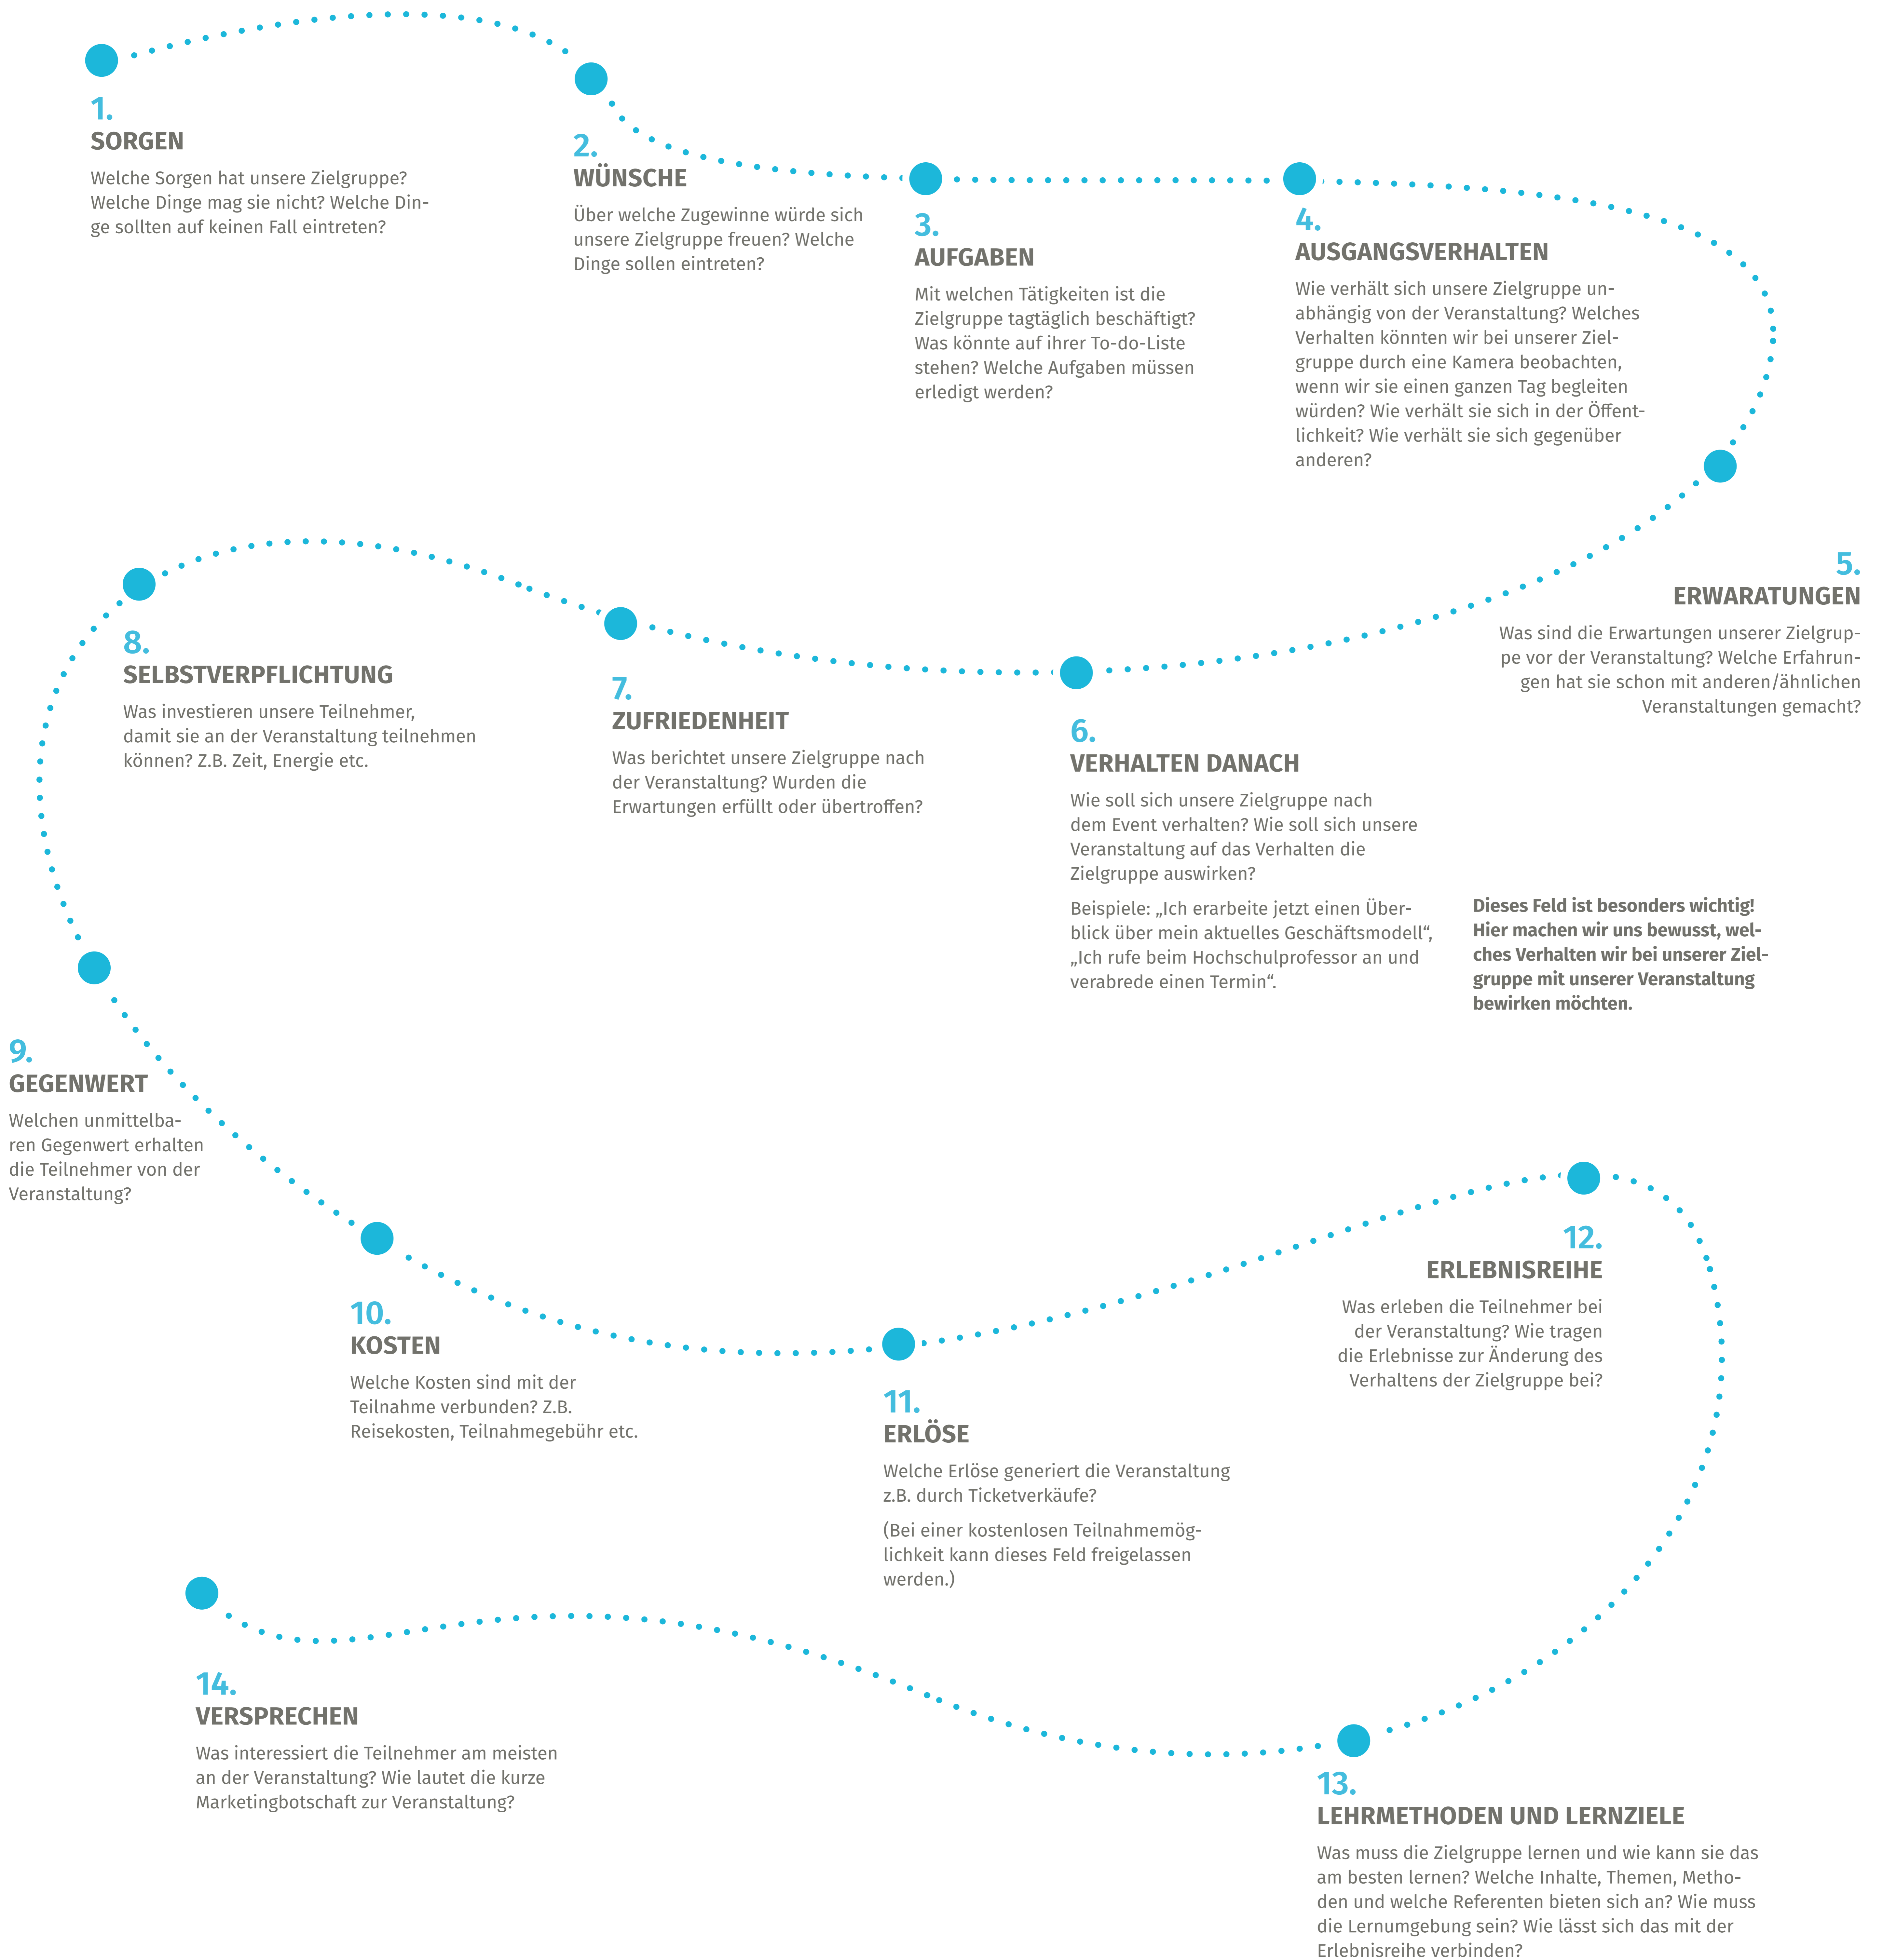 1.
SORGEN
Welche Sorgen hat unsere Zielgruppe?
Welche Dinge mag sie nicht? Welche Din-
ge sollten auf keinen Fall eintreten?
2.
WÜNSCHE
Über welche Zugewinne würde sich
unsere Zielgruppe freuen? Welche
Dinge sollen eintreten?
3.
AUFGABEN
Mit welchen Tätigkeiten ist die
Zielgruppe tagtäglich beschäftigt?
Was könnte auf ihrer To-do-Liste
stehen? Welche Aufgaben müssen
erledigt werden?
4.
AUSGANGSVERHALTEN
Wie verhält sich unsere Zielgruppe un-
abhängig von der Veranstaltung? Welches
Verhalten könnten wir bei unserer Ziel-
gruppe durch eine Kamera beobachten,
wenn wir sie einen ganzen Tag begleiten
würden? Wie verhält sie sich in der Öffent-
lichkeit? Wie verhält sie sich gegenüber
anderen?
5.
ERWARATUNGEN
Was sind die Erwartungen unserer Zielgrup-
pe vor der Veranstaltung? Welche Erfahrun-
gen hat sie schon mit anderen/ähnlichen
Veranstaltungen gemacht?
6.
VERHALTEN DANACH
Wie soll sich unsere Zielgruppe nach
dem Event verhalten? Wie soll sich unsere
Veranstaltung auf das Verhalten die
Zielgruppe auswirken?
Beispiele: „Ich erarbeite jetzt einen Über-
blick über mein aktuelles Geschäftsmodell“,
„Ich rufe beim Hochschulprofessor an und
verabrede einen Termin“.
Dieses Feld ist besonders wichtig!
Hier machen wir uns bewusst, wel-
ches Verhalten wir bei unserer Ziel-
gruppe mit unserer Veranstaltung
bewirken möchten.
7.
ZUFRIEDENHEIT
Was berichtet unsere Zielgruppe nach
der Veranstaltung? Wurden die
Erwartungen erfüllt oder übertroffen?
8.
SELBSTVERPFLICHTUNG
Was investieren unsere Teilnehmer,
damit sie an der Veranstaltung teilnehmen
können? Z.B. Zeit, Energie etc.
9.
GEGENWERT
Welchen unmittelba-
ren Gegenwert erhalten
die Teilnehmer von der
Veranstaltung?
10.
KOSTEN
Welche Kosten sind mit der
Teilnahme verbunden? Z.B.
Reisekosten, Teilnahmegebühr etc.
11.
ERLÖSE
Welche Erlöse generiert die Veranstaltung
z.B. durch Ticketverkäufe?
(Bei einer kostenlosen Teilnahmemög-
lichkeit kann dieses Feld freigelassen
werden.)
12.
ERLEBNISREIHE
Was erleben die Teilnehmer bei
der Veranstaltung? Wie tragen
die Erlebnisse zur Änderung des
Verhaltens der Zielgruppe bei?
13.
LEHRMETHODEN UND LERNZIELE
Was muss die Zielgruppe lernen und wie kann sie das
am besten lernen? Welche Inhalte, Themen, Metho-
den und welche Referenten bieten sich an? Wie muss
die Lernumgebung sein? Wie lässt sich das mit der
Erlebnisreihe verbinden?
14.
VERSPRECHEN
Was interessiert die Teilnehmer am meisten
an der Veranstaltung? Wie lautet die kurze
Marketingbotschaft zur Veranstaltung?